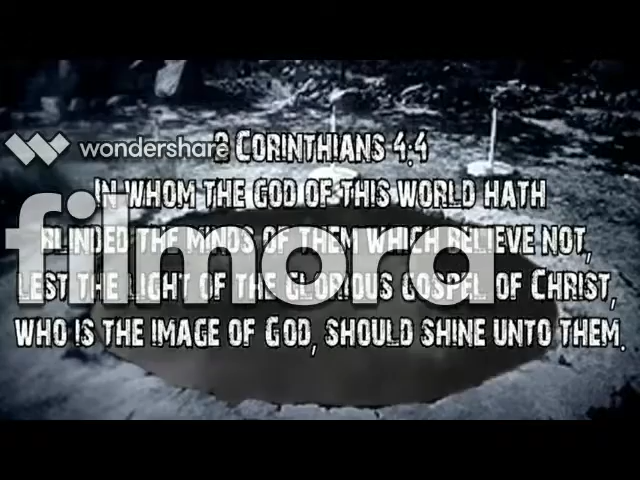 2 Corinthians 4:4
wondershare
In whom the god of this world hath
filmora
blinded the minds of them which believe not,
lest the light of the glorious gospel of Christ,
who is the image of God, should shine unto them.